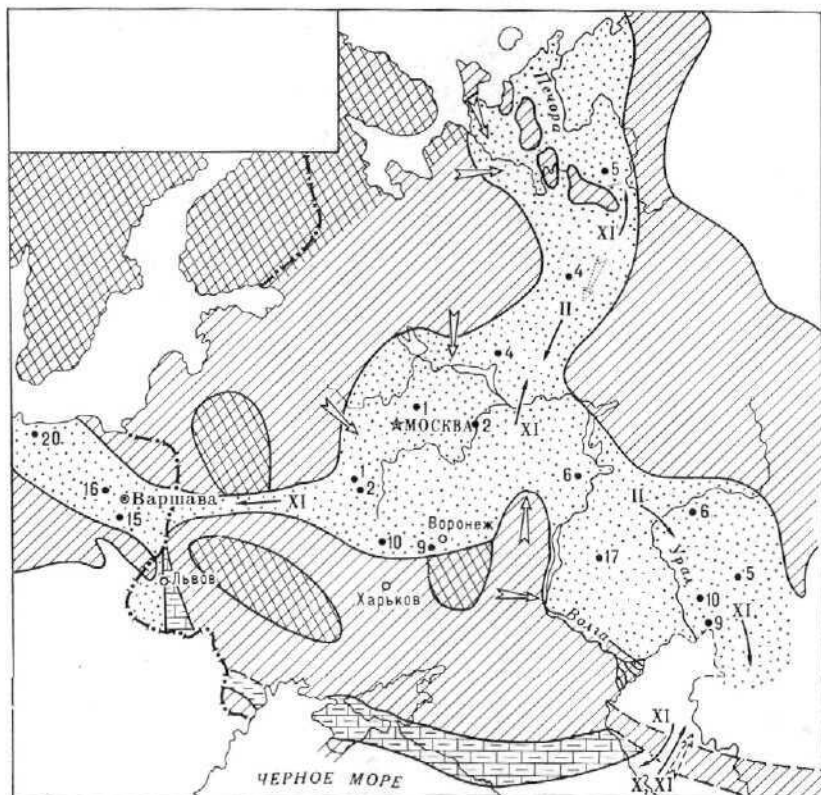 Печора
5
XI
4
II
4
1
МОСКВА
2
XI
20
16
Варшава
15
XI
1
2
6
II
6
Воронеж
10
9
17
Урал
5
10
XI
9
Львов
Харьков
Волга
XI
X
XI
ЧЕРНОЕ МОРЕ